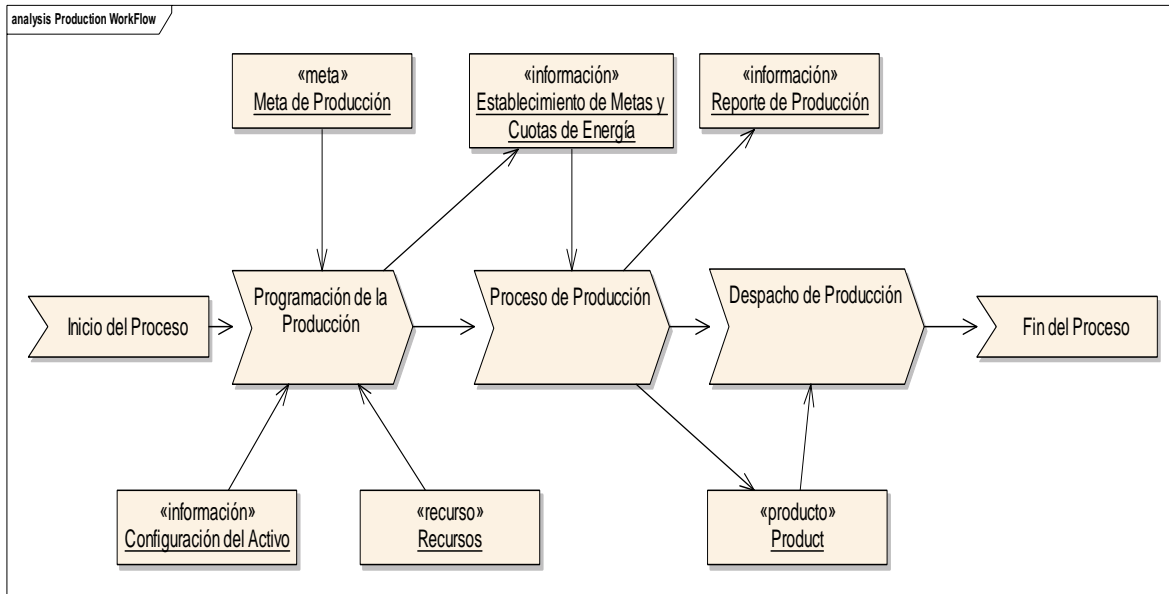 analysis Production WorkFlow
«meta»
Meta de Producción
«información»
Establecimiento de Metas y
Cuotas de Energía
«información»
Reporte de Producción
Inicio del Proceso
Programación de la
Producción
Proceso de Producción
Despacho de Producción
Fin del Proceso
«información»
Configuración del Activo
«recurso»
Recursos
«producto»
Product